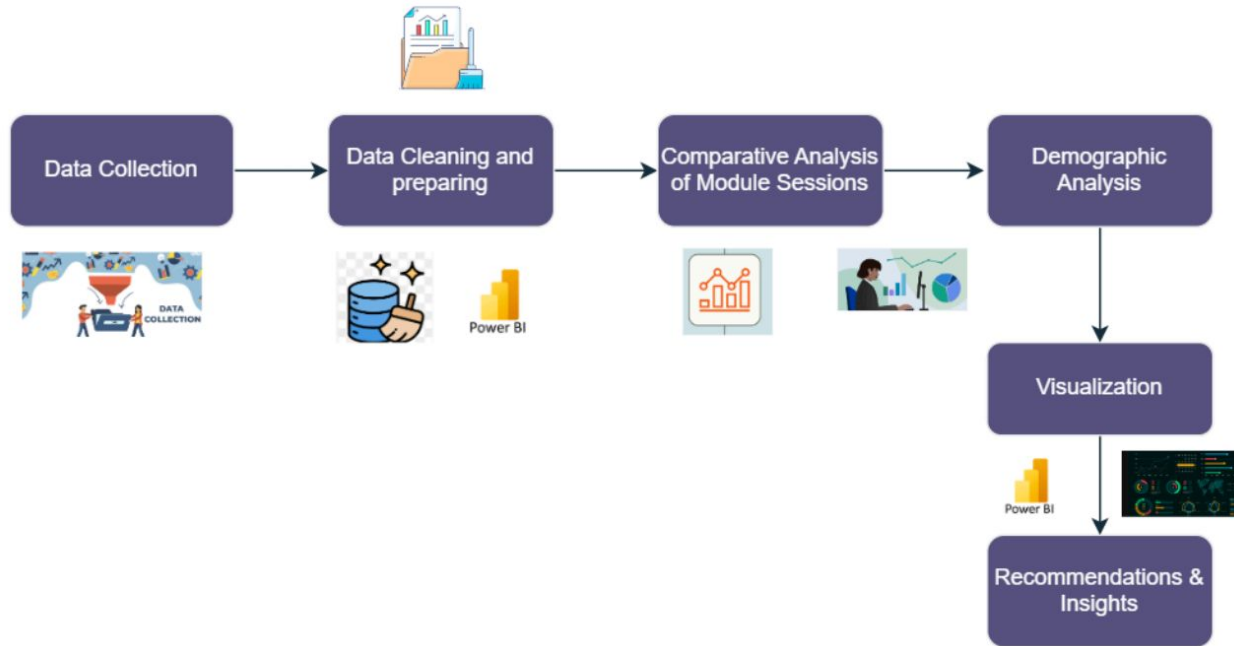 Data Collection
Data Cleaning and
preparing
Comparative Analysis
of Module Sessions
Demographic
Analysis
DATA
COLLECTION
Power BI
Visualization
Power BI
Recommendations &
Insights